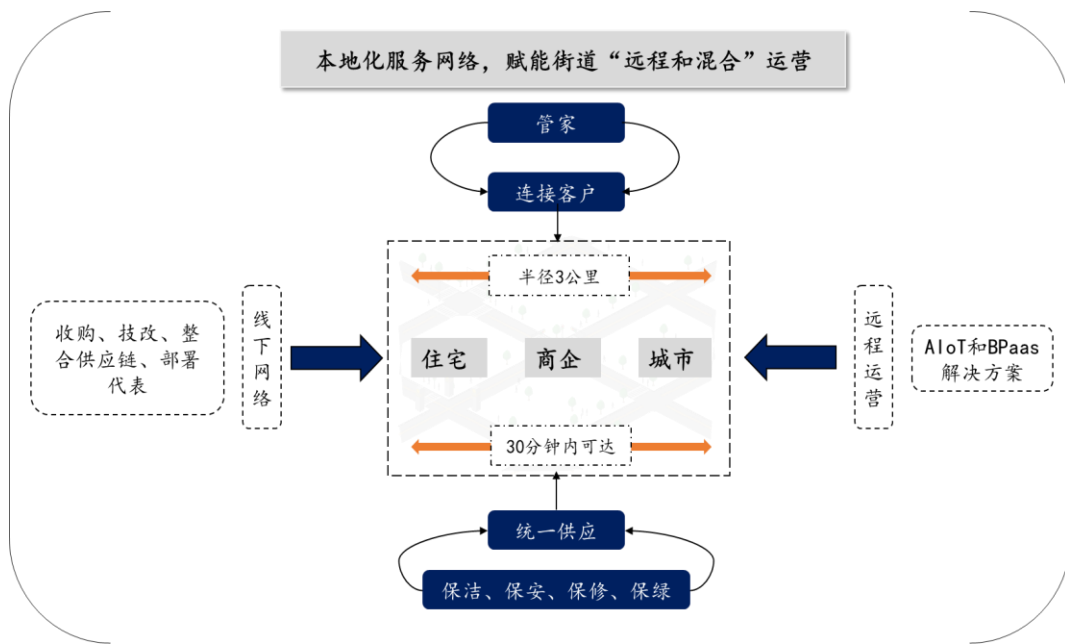 本地化服务网络，赋能街道“远程和混合”运营
管家
连接客户
半径3公里
收购、技改、整
合供应链、部署
代表
线下网络
住宅
商企
城市
远程运营
AIoT和BPaas
解决方案
30分钟内可达
统一供应
保洁、保安、保修、保绿